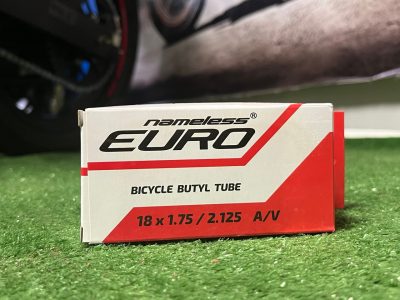 nameless®
EURO
BICYCLE BUTYL TUBE
18 x 1.75 / 2.125 A/V